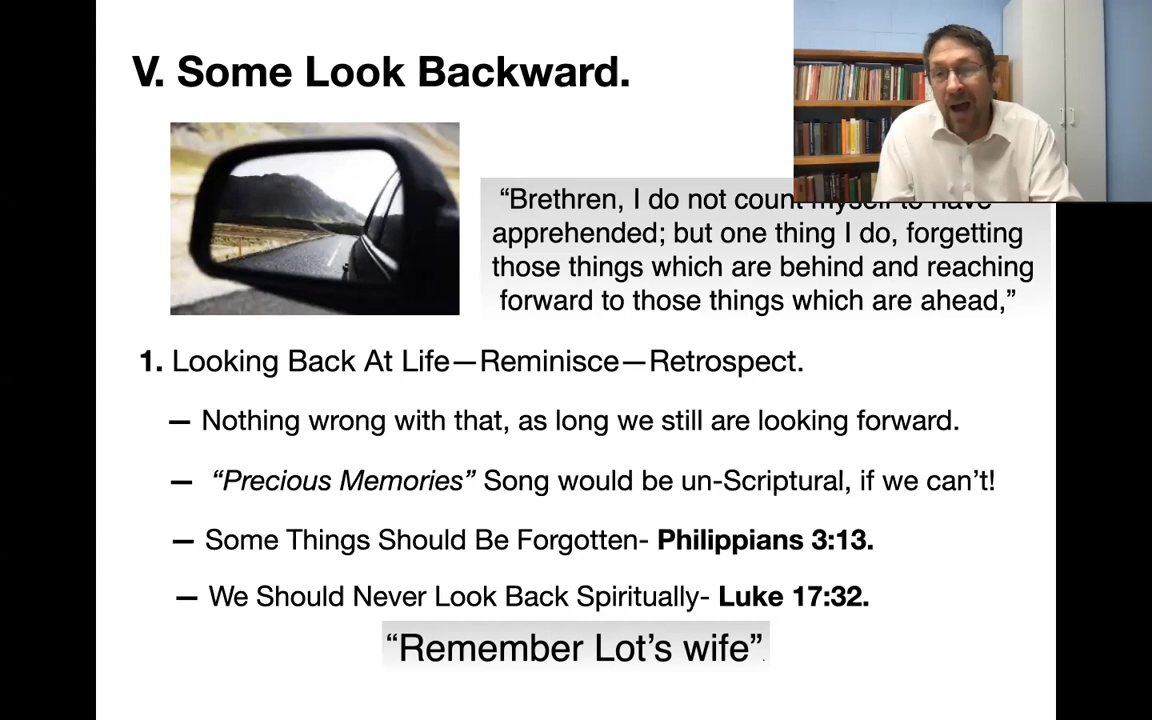 V. Some Look Backward.
“Brethren, I do not count myself to have
apprehended; but one thing I do, forgetting
those things which are behind and reaching
forward to those things which are ahead,”
1. Looking Back At Life—Reminisce—Retrospect.
— Nothing wrong with that, as long we still are looking forward.
— “Precious Memories” Song would be un-Scriptural, if we can’t!
— Some Things Should Be Forgotten- Philippians 3:13.
— We Should Never Look Back Spiritually- Luke 17:32.
“Remember Lot’s wife”.